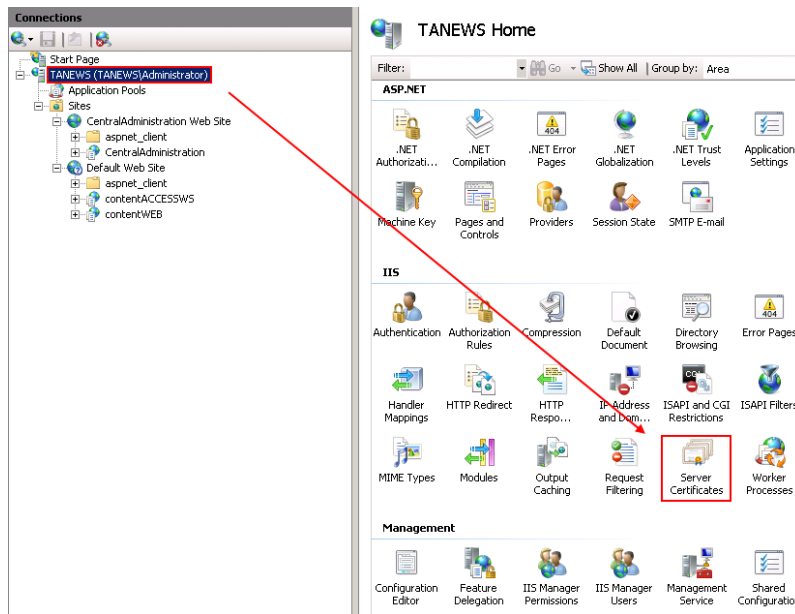 Connections
Start Page
TANEWS (TANEWS\Administrator)
Application Pools
Sites
CentralAdministration Web Site
aspnet_client
CentralAdministration
Default Web Site
aspnet_client
contentACCESSWS
contentWEB
TANEWS Home
Filter: Go Show All Group by: Area
ASP.NET
.NET Authorizati...
.NET Compilation
404
.NET Error Pages
.NET Globalization
.NET Trust Levels
Application Settings
Machine Key
Pages and Controls
Providers
Session State
SMTP E-mail
IIS
Authentication
Authorization Rules
Compression
Default Document
Directory Browsing
404
Error Pages
Handler Mappings
HTTP Redirect
HTTP Respo...
IP Address and Dom...
CGI
ISAPI and CGI Restrictions
ISAPI Filters
MIME Types
Modules
Output Caching
Request Filtering
Server Certificates
Worker Processes
Management
Configuration Editor
Feature Delegation
IIS Manager Permissions
IIS Manager Users
Management Service
Shared Configuratio